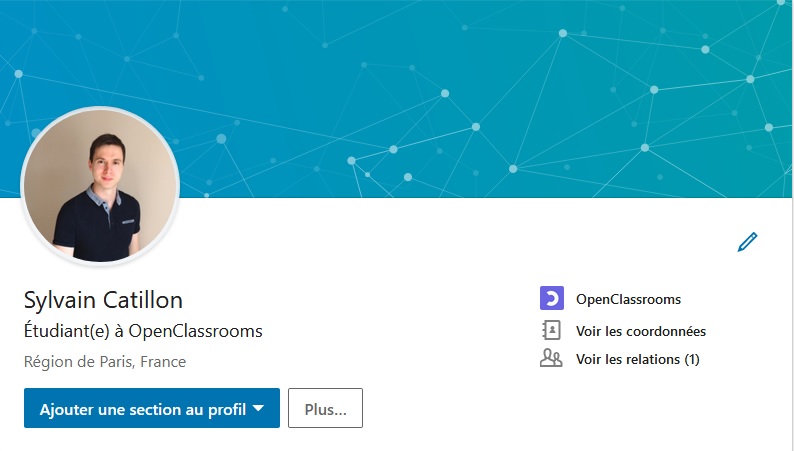 Sylvain Catillon
Étudiant(e) à OpenClassrooms
Région de Paris, France
Ajouter une section au profil
Plus...
OpenClassrooms
Voir les coordonnées
Voir les relations (1)